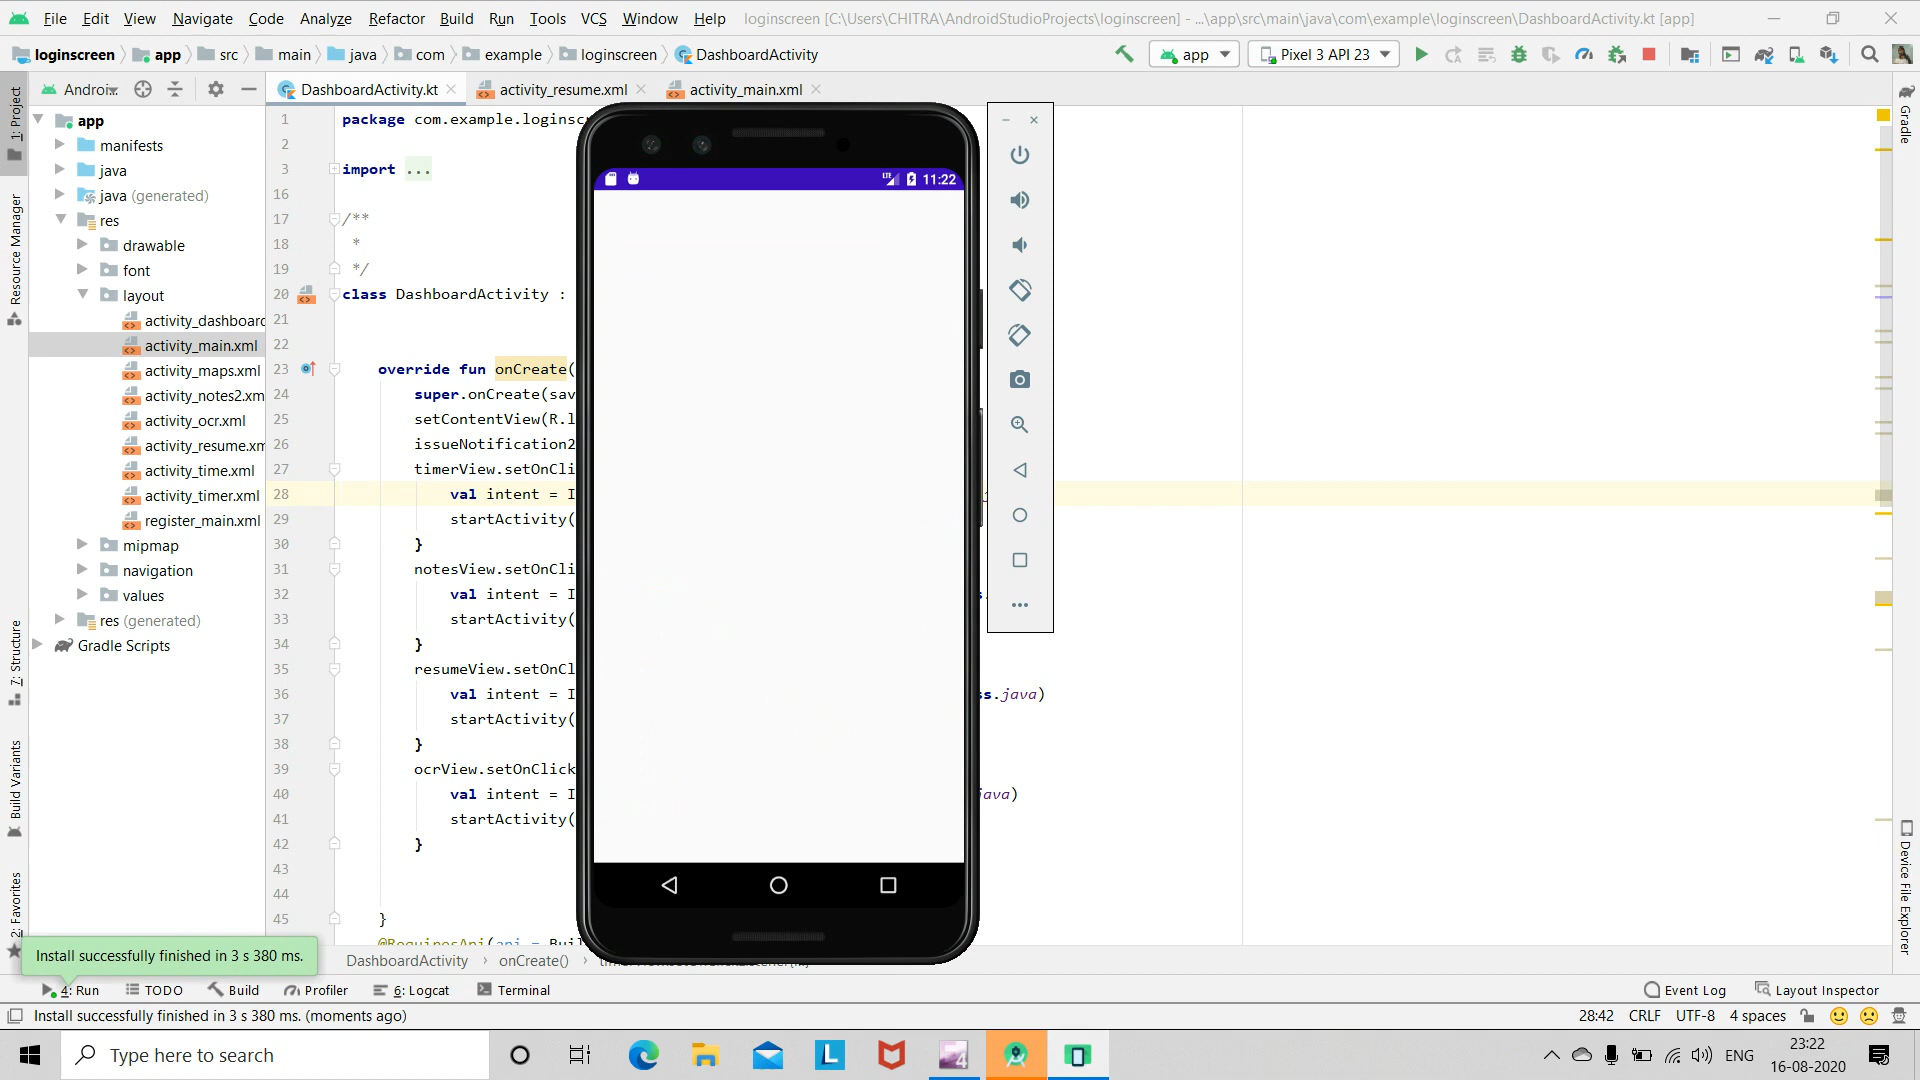 File Edit View Navigate Code Analyze Refactor Build Run Tools VCS Window Help loginscreen [C:\Users\CHITRA\AndroidStudioProjects\loginscreen] - ...\app\src\main\java\com\example\loginscreen\DashboardActivity.kt [app]
loginscreen app src main java com example loginscreen DashboardActivity app Pixel 3 API 23
Androi DashboardActivity.kt activity_resume.xml activity_main.xml
1: Project
Resource Manager
7: Structure
Build Variants
2: Favorites
Gradle
Device File Explorer
app
manifests
java
java (generated)
res
drawable
font
layout
activity_dashboard
activity_main.xml
activity_maps.xml
activity_notes2.xm
activity_ocr.xml
activity_resume.xm
activity_time.xml
activity_timer.xml
register_main.xml
mipmap
navigation
values
res (generated)
Gradle Scripts
1 package com.example.loginsc
2
3 import ...
16
17 /**
18 *
19 */
20 class DashboardActivity :
21
22
23 override fun onCreate(
24 super.onCreate(sav
25 setContentView(R.l
26 issueNotification2
27 timerView.setOnCli
28 val intent = I
29 startActivity(
30 }
31 notesView.setOnCli
32 val intent = I s.
33 startActivity(
34 }
35 resumeView.setOnCl
36 val intent = I ss.java)
37 startActivity(
38 }
39 ocrView.setOnClick
40 val intent = I java)
41 startActivity(
42 }
43
44
45 }
@RequiresApi(api = Buil
LTE 11:22
Install successfully finished in 3 s 380 ms.
DashboardActivity onCreate()
4: Run TODO Build Profiler 6: Logcat Terminal Event Log Layout Inspector
Install successfully finished in 3 s 380 ms. (moments ago) 28:42 CRLF UTF-8 4 spaces
Type here to search L 4 ENG 23:22
16-08-2020